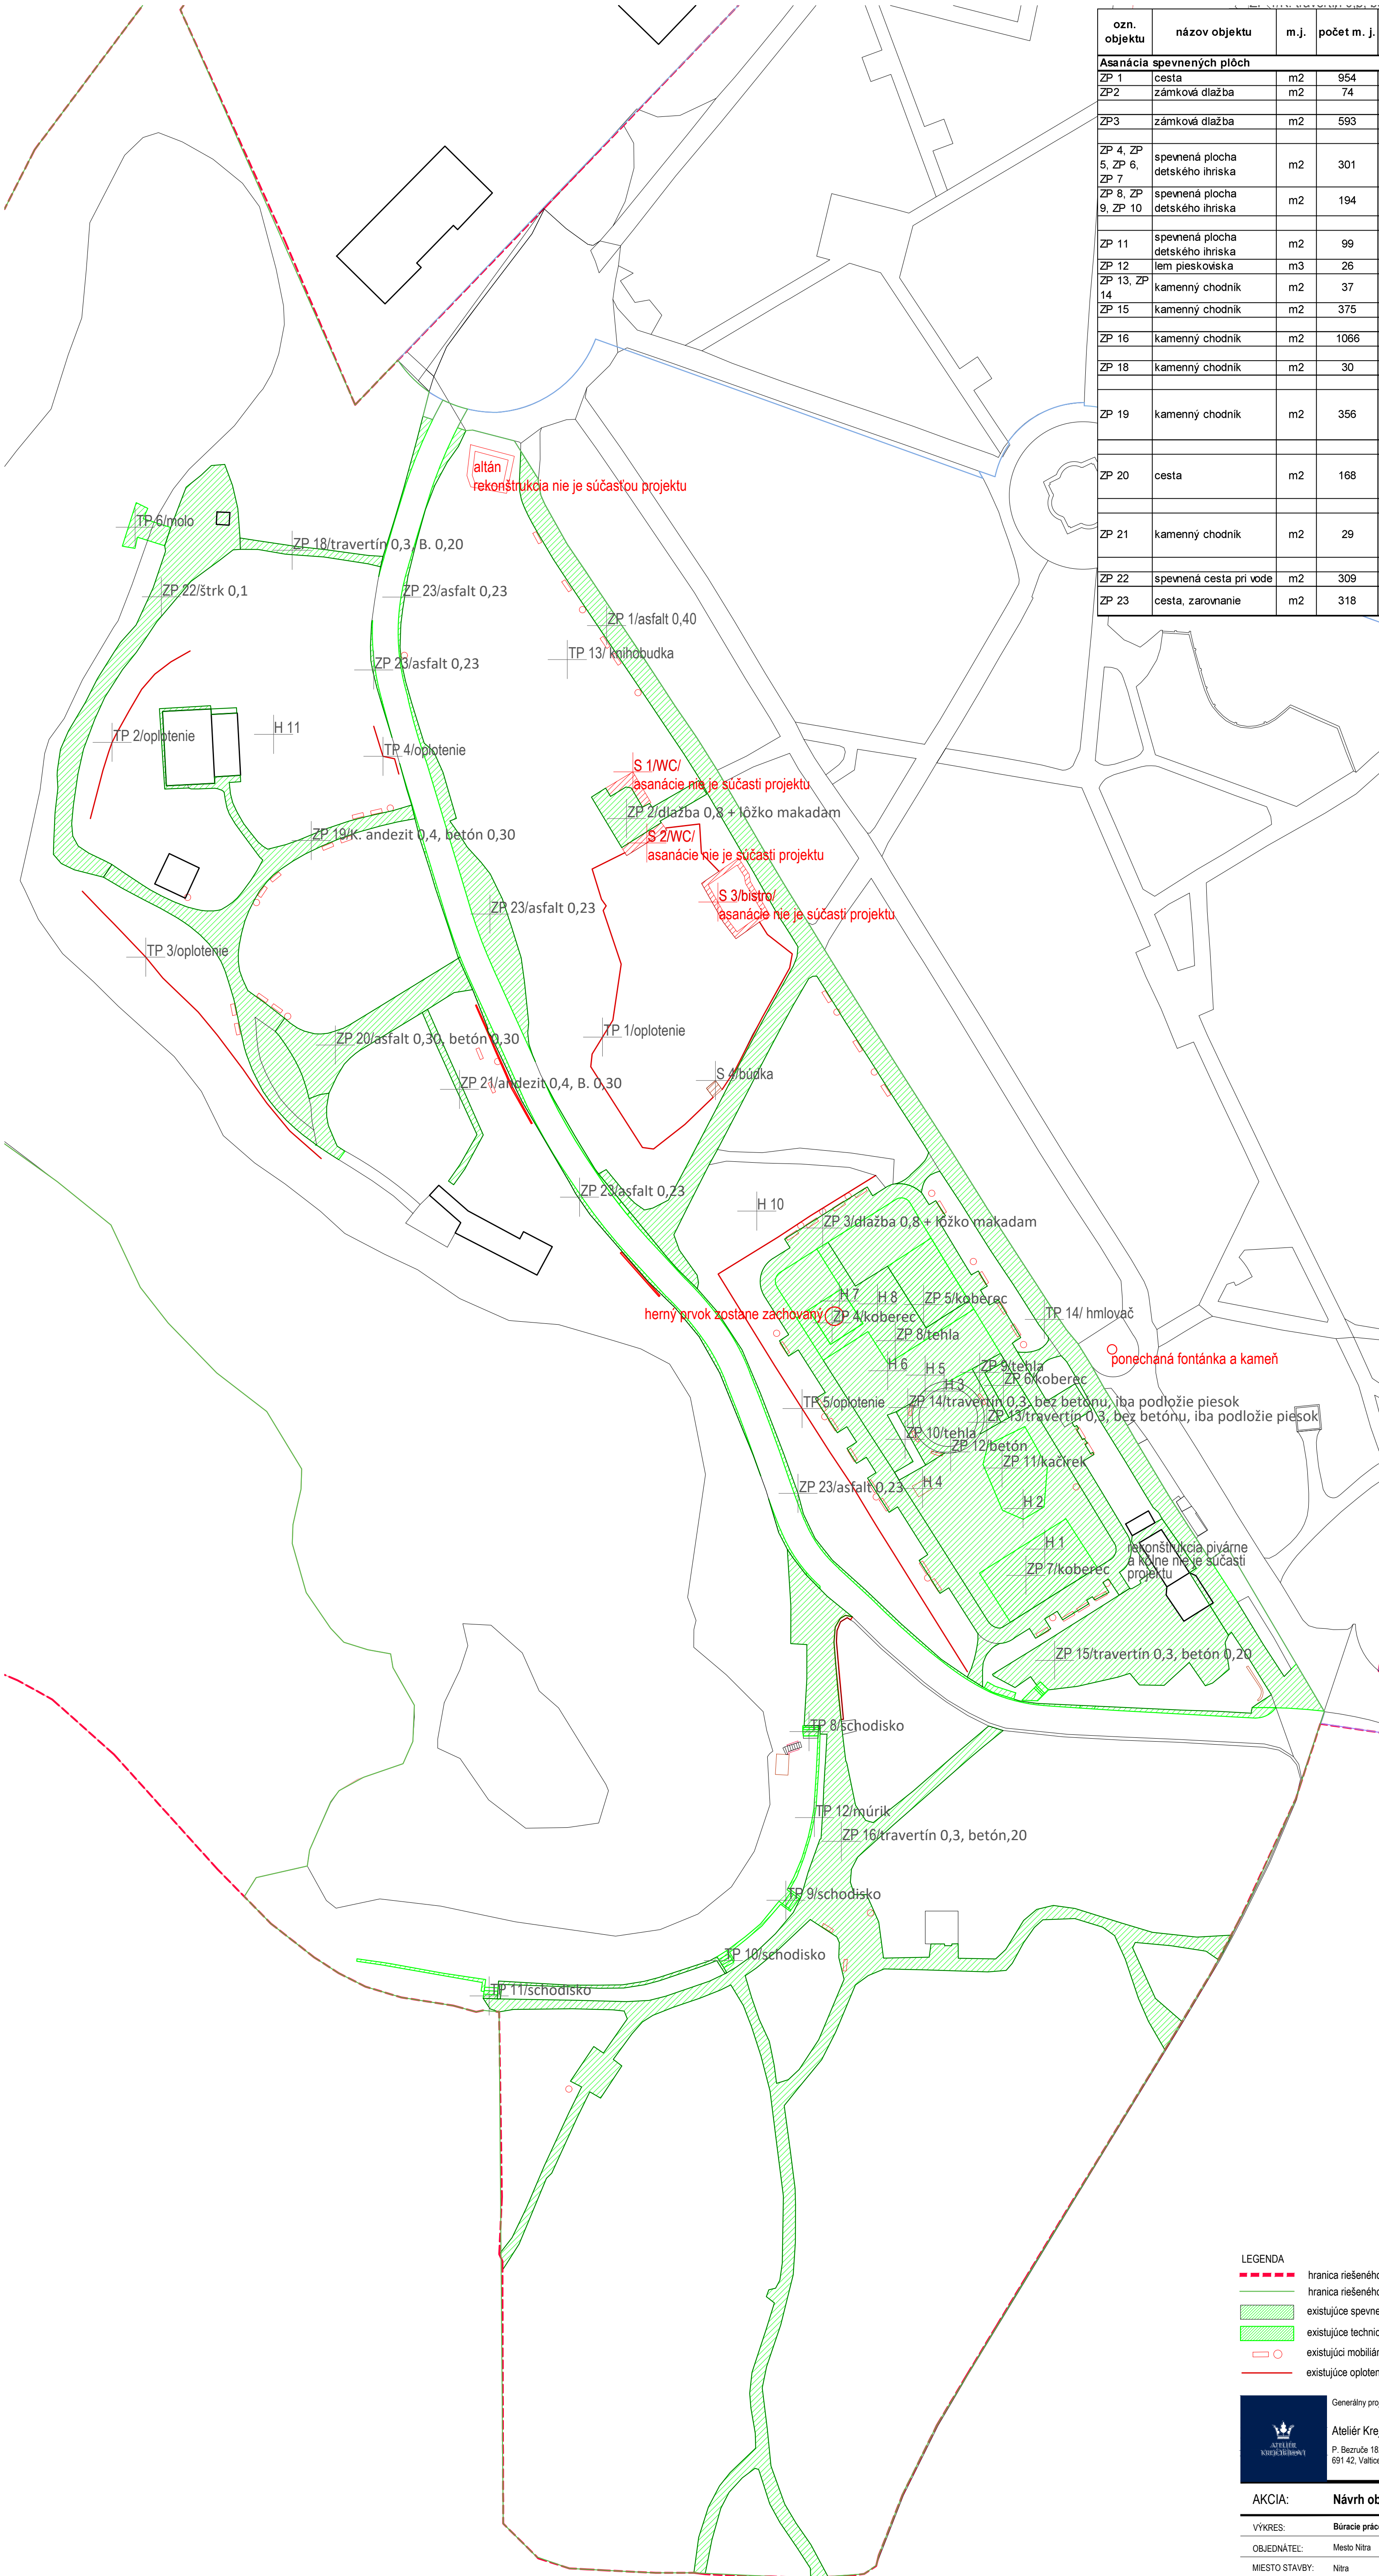 ozn. objektu názov objektu m.j. počet m. j.
Asanácia spevnených plôch
ZP 1 cesta m2 954
ZP2 zámková dlažba m2 74
ZP3 zámková dlažba m2 593
ZP 4, ZP 5, ZP 6, ZP 7 spevnená plocha detského ihriska m2 301
ZP 8, ZP 9, ZP 10 spevnená plocha detského ihriska m2 194
ZP 11 spevnená plocha detského ihriska m2 99
ZP 12 lem pieskoviska m3 26
ZP 13, ZP 14 kamenný chodník m2 37
ZP 15 kamenný chodník m2 375
ZP 16 kamenný chodník m2 1066
ZP 18 kamenný chodník m2 30
ZP 19 kamenný chodník m2 356
ZP 20 cesta m2 168
ZP 21 kamenný chodník m2 29
ZP 22 spevnená cesta pri vode m2 309
ZP 23 cesta, zarovnanie m2 318
altán
rekonštrukcia nie je súčasťou projektu
TP 6/molo
ZP 18/travertín 0,3, B. 0,20
ZP 22/štrk 0,1
ZP 23/asfalt 0,23
ZP 1/asfalt 0,40
TP 13/ knihobudka
ZP 23/asfalt 0,23
TP 2/oplotenie
H 11
TP 4/oplotenie
S 1/WC/
asanácie nie je súčasti projektu
ZP 2/dlažba 0,8 + lôžko makadam
ZP 19/K. andezit 0,4, betón 0,30
S 2/WC/
asanácie nie je súčasti projektu
S 3/bistro/
asanácie nie je súčasti projektu
ZP 23/asfalt 0,23
TP 3/oplotenie
TP 1/oplotenie
ZP 20/asfalt 0,30, betón 0,30
S 4/búdka
ZP 21/andezit 0,4, B. 0,30
ZP 23/asfalt 0,23
H 10
ZP 3/dlažba 0,8 + lôžko makadam
H 7
H 8
ZP 5/koberec
herný prvok zostane zachovaný
ZP 4/koberec
TP 14/ hmlovač
ZP 8/tehla
ponechaná fontánka a kameň
H 6
H 5
ZP 9/tehla
ZP 6/koberec
H 3
TP 5/oplotenie
ZP 14/travertín 0,3, bez betónu, iba podložie piesok
ZP 13/travertín 0,3, bez betónu, iba podložie piesok
ZP 10/tehla
ZP 12/betón
ZP 11/kačírek
ZP 23/asfalt 0,23
H 4
H 2
H 1
rekonštrukcia pivárne
a kôlne nie je súčasti
projektu
ZP 7/koberec
ZP 15/travertín 0,3, betón 0,20
TP 8/schodisko
TP 12/múrik
ZP 16/travertín 0,3, betón,20
TP 9/schodisko
TP 10/schodisko
TP 11/schodisko
LEGENDA
hranica riešenéh
hranica riešenéh
existujúce spevne
existujúce technic
existujúci mobiliár
existujúce oploten
Generálny proj
Ateliér Krej
ATELIÉR
KREJČIŘÍKOVI
P. Bezruče 18
691 42, Valtice
AKCIA: Návrh ob
VÝKRES: Búracie prác
OBJEDNÁTEĽ: Mesto Nitra
MIESTO STAVBY: Nitra